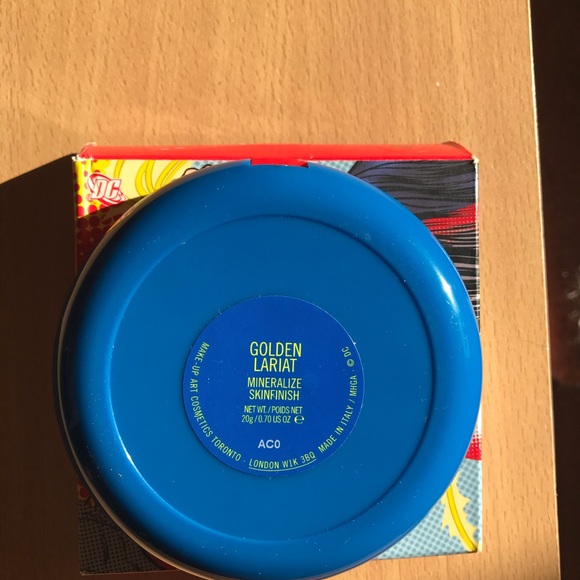 DC
GOLDEN
LARIAT
MINERALIZE
SKINFINISH
NET WT./POIDS NET
20g/0.70 US OZ ℮
AC0
MAKE-UP ART COSMETICS TORONTO · LONDON W1K 3BQ MADE IN ITALY / MHGA © DC